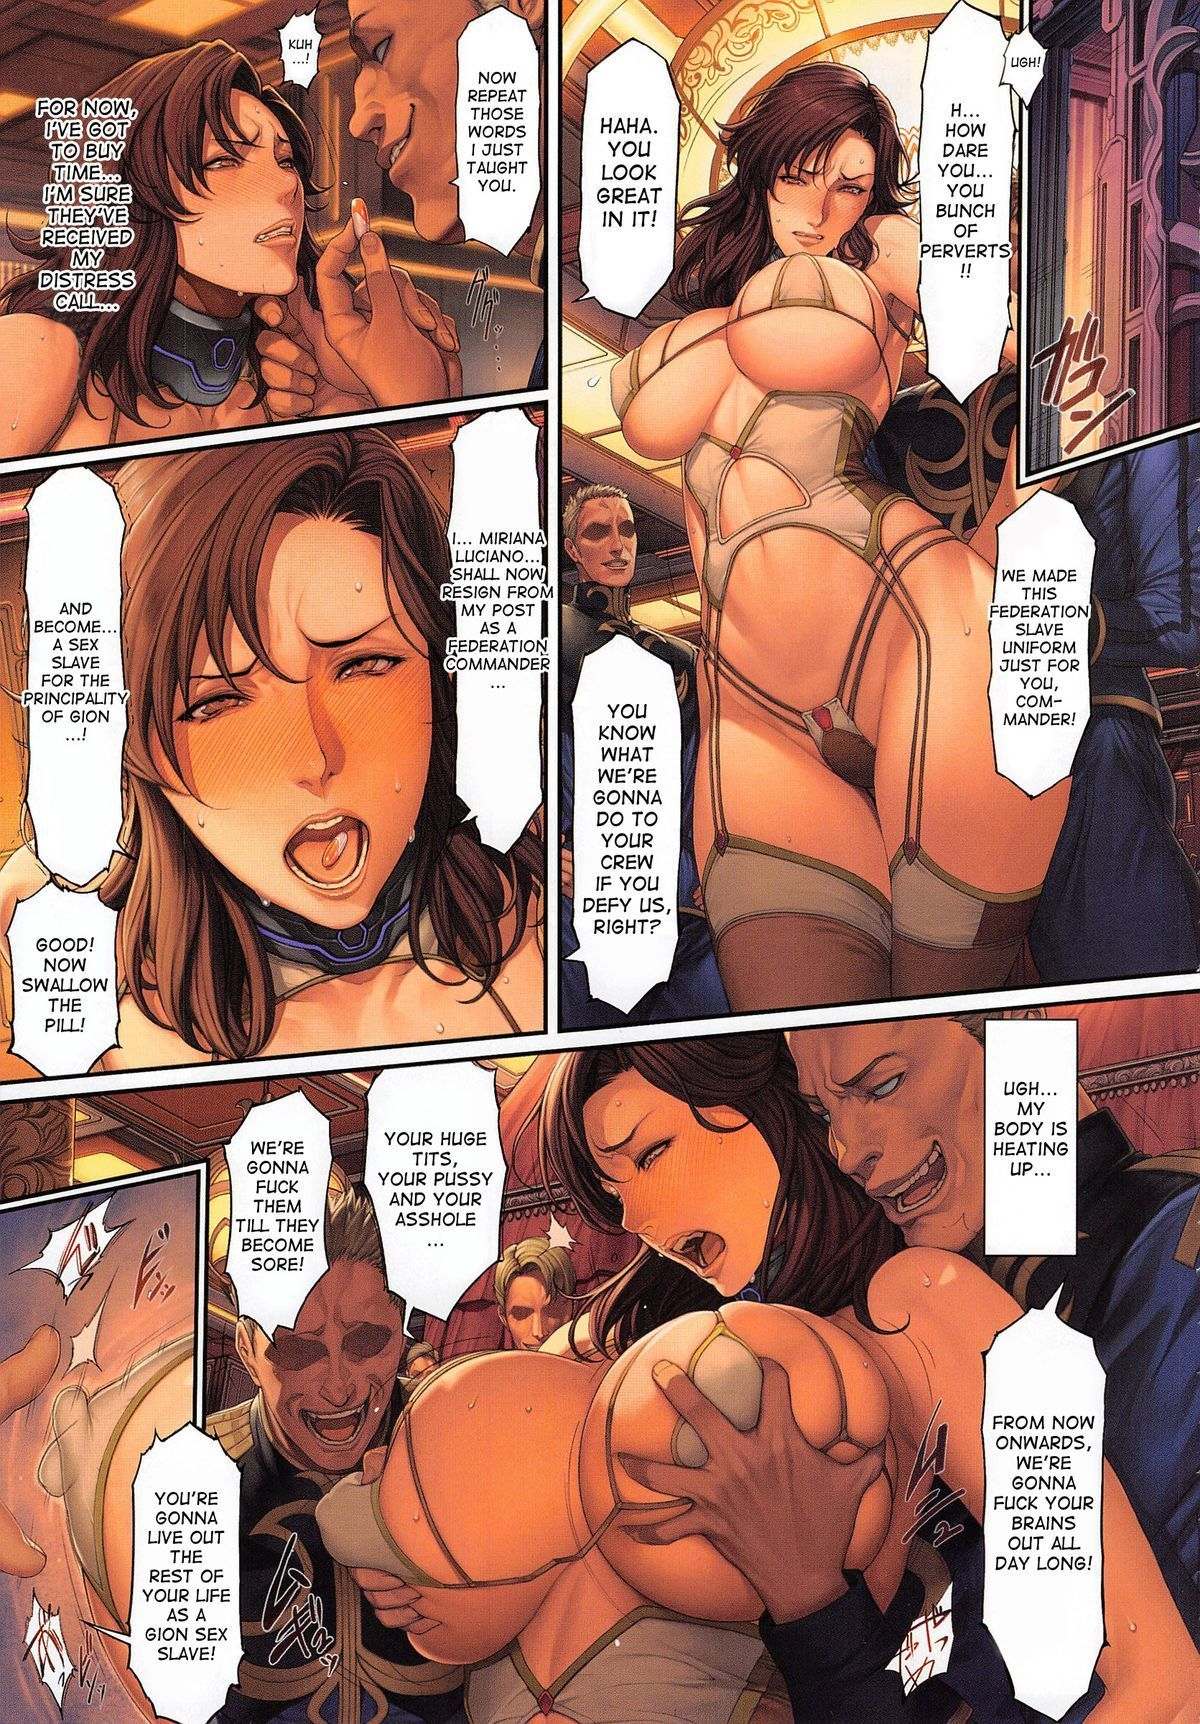 UGH!
H...
HOW
DARE
YOU...
YOU
BUNCH
OF
PERVERTS
!!
ガコン
HAHA.
YOU
LOOK
GREAT
IN IT!
WE MADE
THIS
FEDERATION
SLAVE
UNIFORM
JUST FOR
YOU,
COM-
MANDER!
YOU
KNOW
WHAT
WE'RE
GONNA
DO TO
YOUR
CREW
IF YOU
DEFY US,
RIGHT?
NOW
REPEAT
THOSE
WORDS
I JUST
TAUGHT
YOU.
KUH
...!
FOR NOW,
I'VE GOT
TO BUY
TIME...
I'M SURE
THEY'VE
RECEIVED
MY
DISTRESS
CALL...
I... MIRIANA
LUCIANO...
SHALL NOW
RESIGN FROM
MY POST
AS A
FEDERATION
COMMANDER
...
AND
BECOME...
A SEX
SLAVE
FOR THE
PRINCIPALITY
OF GION
...!
GOOD!
NOW
SWALLOW
THE
PILL!
UGH...
MY
BODY IS
HEATING
UP...
FROM NOW
ONWARDS,
WE'RE
GONNA
FUCK YOUR
BRAINS
OUT ALL
DAY LONG!
YOUR HUGE
TITS,
YOUR PUSSY
AND YOUR
ASSHOLE
...
WE'RE
GONNA
FUCK
THEM
TILL THEY
BECOME
SORE!
YOU'RE
GONNA
LIVE OUT
THE
REST OF
YOUR LIFE
AS A
GION SEX
SLAVE!